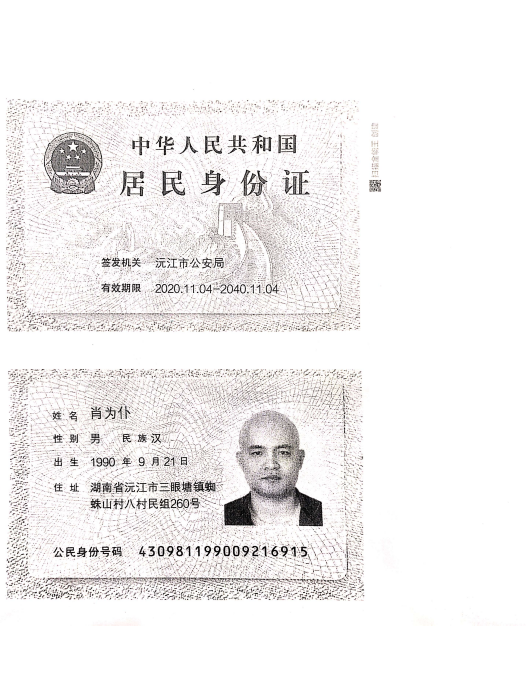 中华人民共和国
居民身份证
签发机关 沅江市公安局
有效期限 2020.11.04-2040.11.04
姓名 肖为仆
性别 男 民族汉
出生 1990 年 9 月 21 日
住址 湖南省沅江市三眼塘镇蜘
蛛山村八村民组260号
公民身份号码 430981199009216915